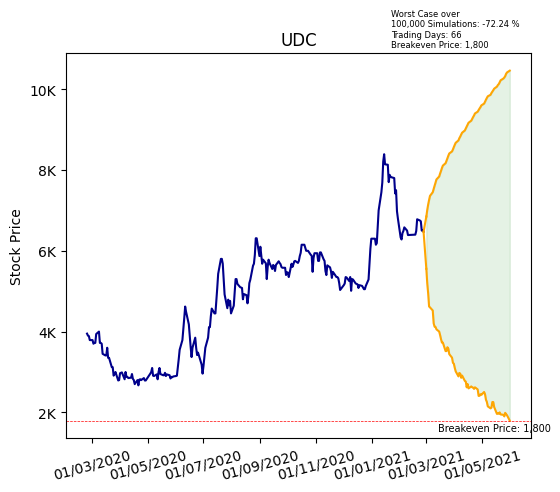 Worst Case over
100,000 Simulations: -72.24 %
Trading Days: 66
Breakeven Price: 1,800
UDC
Stock Price
10K
8K
6K
4K
2K
Breakeven Price: 1,800
01/03/2020
01/05/2020
01/07/2020
01/09/2020
01/11/2020
01/01/2021
01/03/2021
01/05/2021